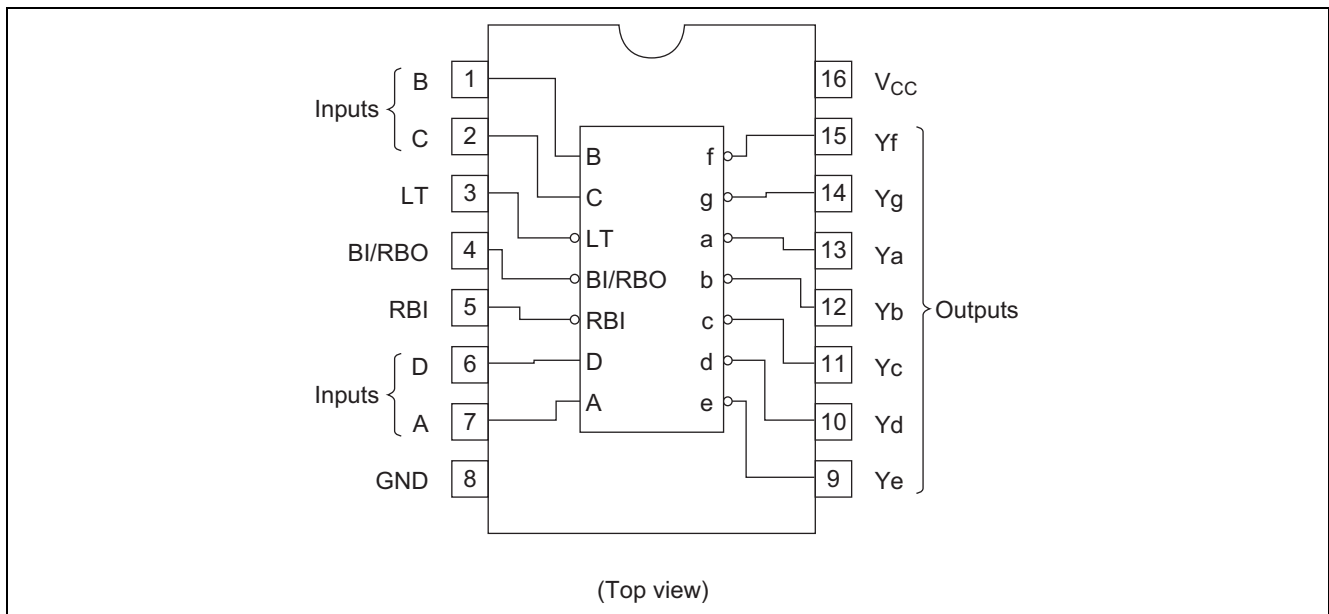 B 1 16 VCC
Inputs
C 2 15 Yf
B f
LT 3 14 Yg
C g
BI/RBO 4 13 Ya
LT a
BI/RBO b
RBI 5 12 Yb Outputs
RBI c
D 6 11 Yc
D d
Inputs
A 7 10 Yd
A e
GND 8 9 Ye
(Top view)